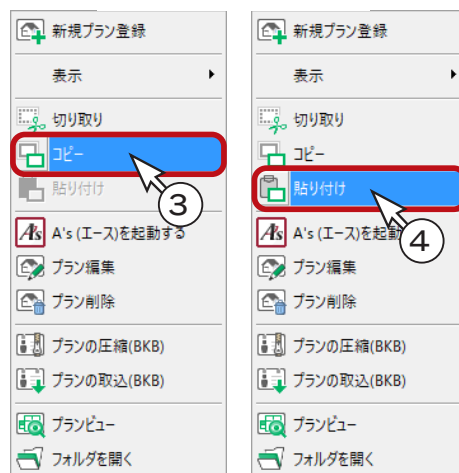 新規プラン登録
表示
切り取り
コピー
貼り付け
3
A's (エース)を起動する
プラン編集
プラン削除
プランの圧縮(BKB)
プランの取込(BKB)
プランビュー
フォルダを開く
新規プラン登録
表示
切り取り
コピー
貼り付け
4
A's (エース)を起動
プラン編集
プラン削除
プランの圧縮(BKB)
プランの取込(BKB)
プランビュー
フォルダを開く